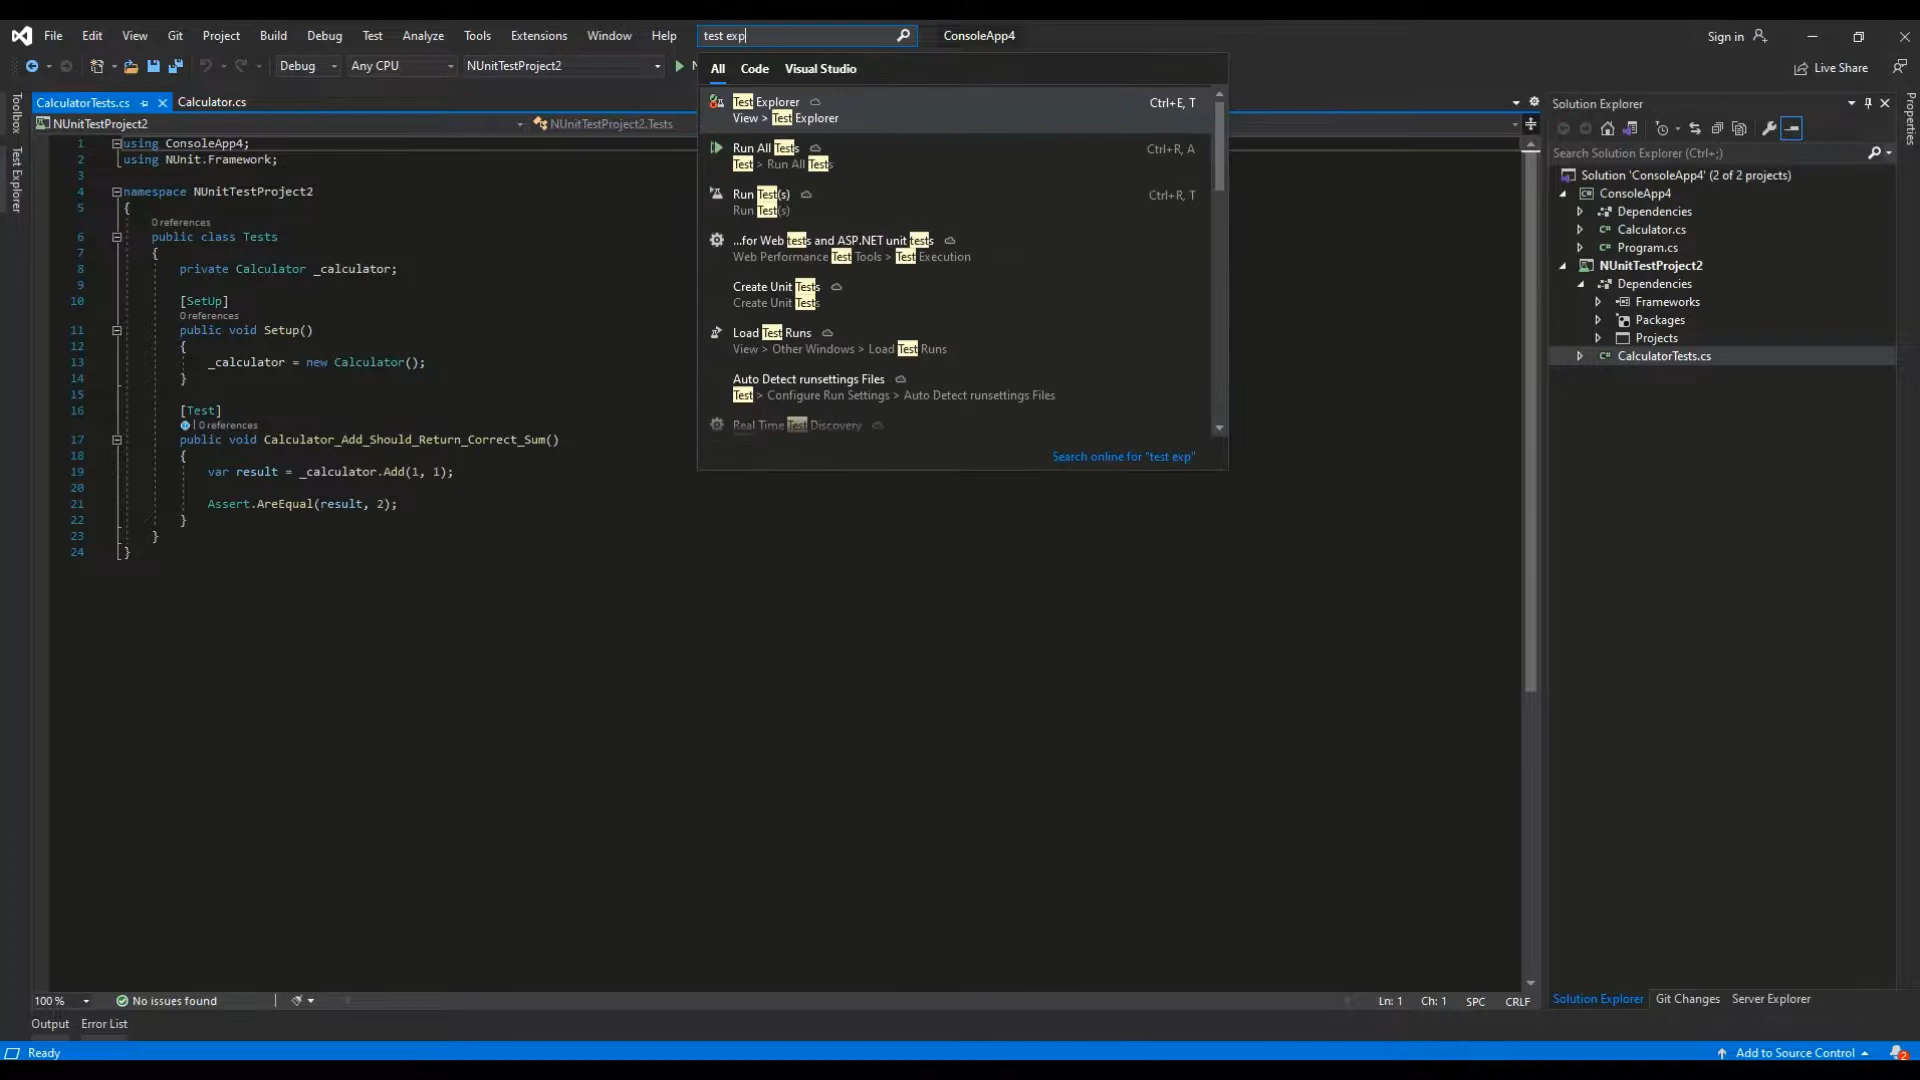 File Edit View Git Project Build Debug Test Analyze Tools Extensions Window Help test exp ConsoleApp4 Sign in
Debug Any CPU NUnitTestProject2 Live Share
All Code Visual Studio
Test Explorer Ctrl+E, T
View > Test Explorer
Run All Tests Ctrl+R, A
Test > Run All Tests
Run Test(s) Ctrl+R, T
Run Test(s)
...for Web tests and ASP.NET unit tests
Web Performance Test Tools > Test Execution
Create Unit Tests
Create Unit Tests
Load Test Runs
View > Other Windows > Load Test Runs
Auto Detect runsettings Files
Test > Configure Run Settings > Auto Detect runsettings Files
Real Time Test Discovery
Search online for "test exp"
Toolbox
Test Explorer
CalculatorTests.cs Calculator.cs
NUnitTestProject2 NUnitTestProject2.Tests
1 using ConsoleApp4;
2 using NUnit.Framework;
3
4 namespace NUnitTestProject2
5 {
0 references
6 public class Tests
7 {
8 private Calculator _calculator;
9
10 [SetUp]
0 references
11 public void Setup()
12 {
13 _calculator = new Calculator();
14 }
15
16 [Test]
0 references
17 public void Calculator_Add_Should_Return_Correct_Sum()
18 {
19 var result = _calculator.Add(1, 1);
20
21 Assert.AreEqual(result, 2);
22 }
23 }
24 }
Solution Explorer
Search Solution Explorer (Ctrl+;)
Solution 'ConsoleApp4' (2 of 2 projects)
ConsoleApp4
Dependencies
C# Calculator.cs
C# Program.cs
NUnitTestProject2
Dependencies
Frameworks
Packages
Projects
C# CalculatorTests.cs
Properties
100 % No issues found Ln: 1 Ch: 1 SPC CRLF
Solution Explorer Git Changes Server Explorer
Output Error List
Ready Add to Source Control 2